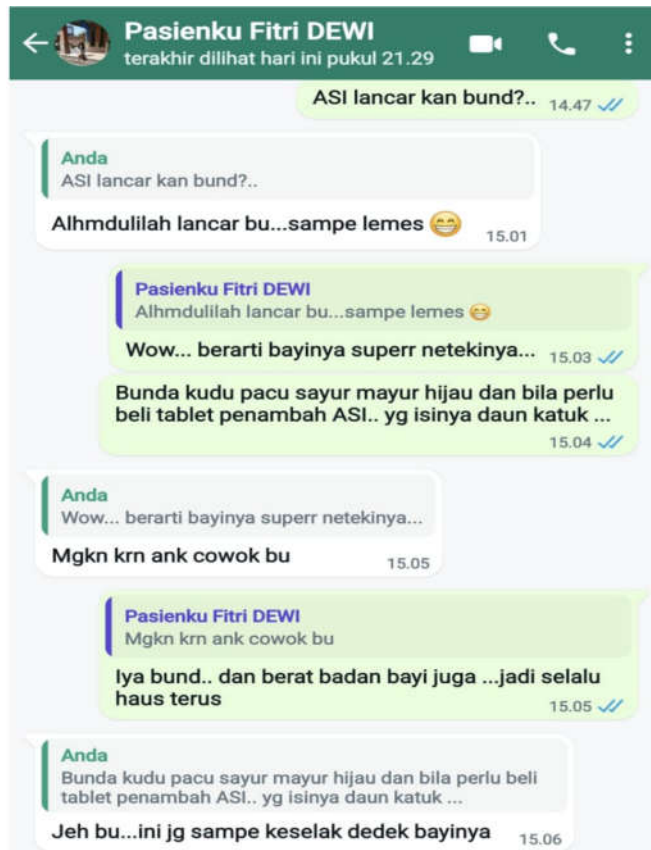 Pasienku Fitri DEWI
terakhir dilihat hari ini pukul 21.29
ASI lancar kan bund?.. 14.47
Anda
ASI lancar kan bund?..
Alhmdulilah lancar bu...sampe lemes 😁 15.01
Pasienku Fitri DEWI
Alhmdulilah lancar bu...sampe lemes 😁
Wow... berarti bayinya superr netekinya... 15.03
Bunda kudu pacu sayur mayur hijau dan bila perlu
beli tablet penambah ASI.. yg isinya daun katuk ...
15.04
Anda
Wow... berarti bayinya superr netekinya...
Mgkn krn ank cowok bu 15.05
Pasienku Fitri DEWI
Mgkn krn ank cowok bu
Iya bund.. dan berat badan bayi juga ...jadi selalu
haus terus 15.05
Anda
Bunda kudu pacu sayur mayur hijau dan bila perlu beli
tablet penambah ASI.. yg isinya daun katuk ...
Jeh bu...ini jg sampe keselak dedek bayinya 15.06